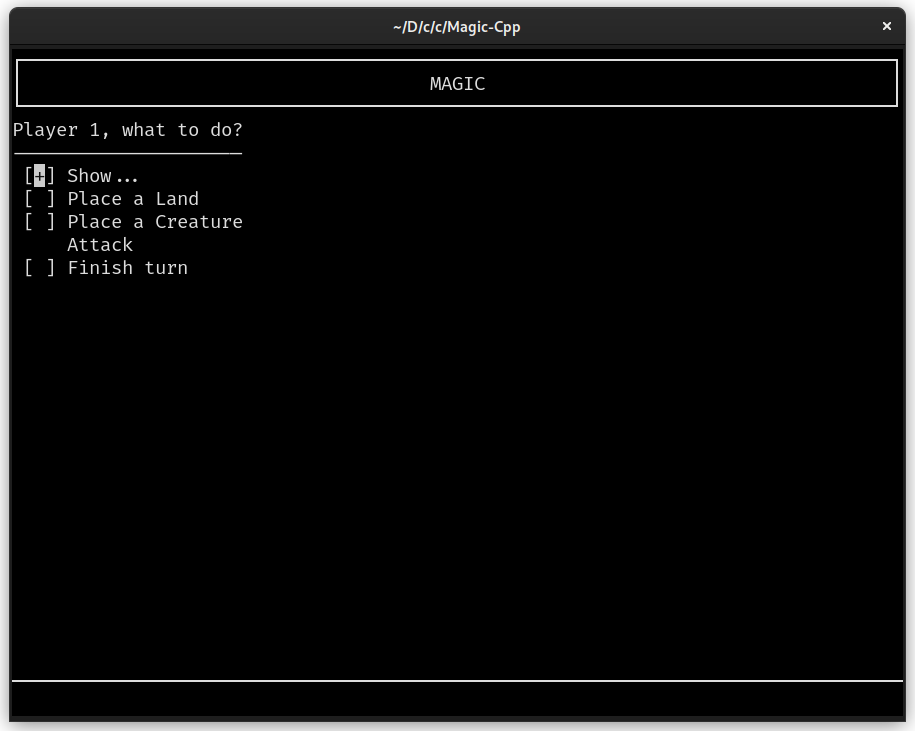 ~/D/c/c/Magic-Cpp ×
MAGIC
Player 1, what to do?
[+] Show...
[ ] Place a Land
[ ] Place a Creature
Attack
[ ] Finish turn